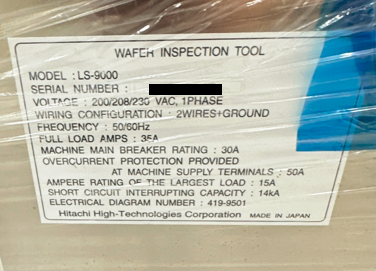 WAFER INSPECTION TOOL
MODEL : LS-9000
SERIAL NUMBER :
VOLTAGE : 200/208/230 VAC, 1PHASE
WIRING CONFIGURATION : 2WIRES+GROUND
FREQUENCY : 50/60Hz
FULL LOAD AMPS : 35A
MACHINE MAIN BREAKER RATING : 30A
OVERCURRENT PROTECTION PROVIDED
AT MACHINE SUPPLY TERMINALS : 50A
AMPERE RATING OF THE LARGEST LOAD : 15A
SHORT CIRCUIT INTERRUPTING CAPACITY : 14kA
ELECTRICAL DIAGRAM NUMBER : 419-9501
Hitachi High-Technologies Corporation MADE IN JAPAN